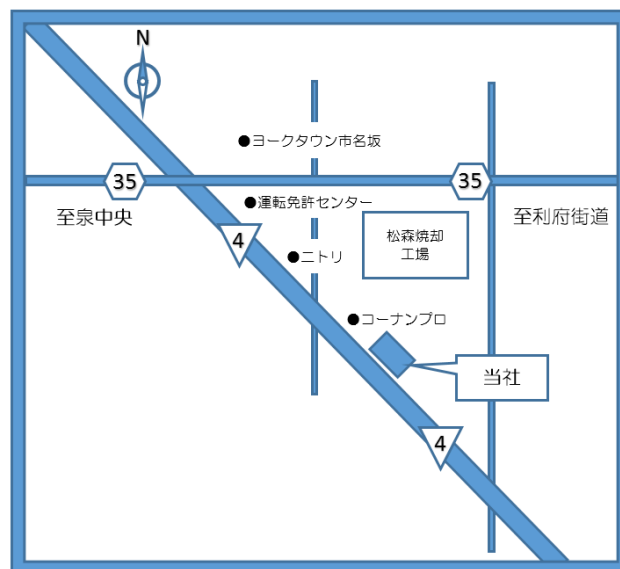 N
●ヨークタウン市名坂
35
35
●運転免許センター
至泉中央
至利府街道
4
松森焼却
工場
●ニトリ
●コーナンプロ
当社
4